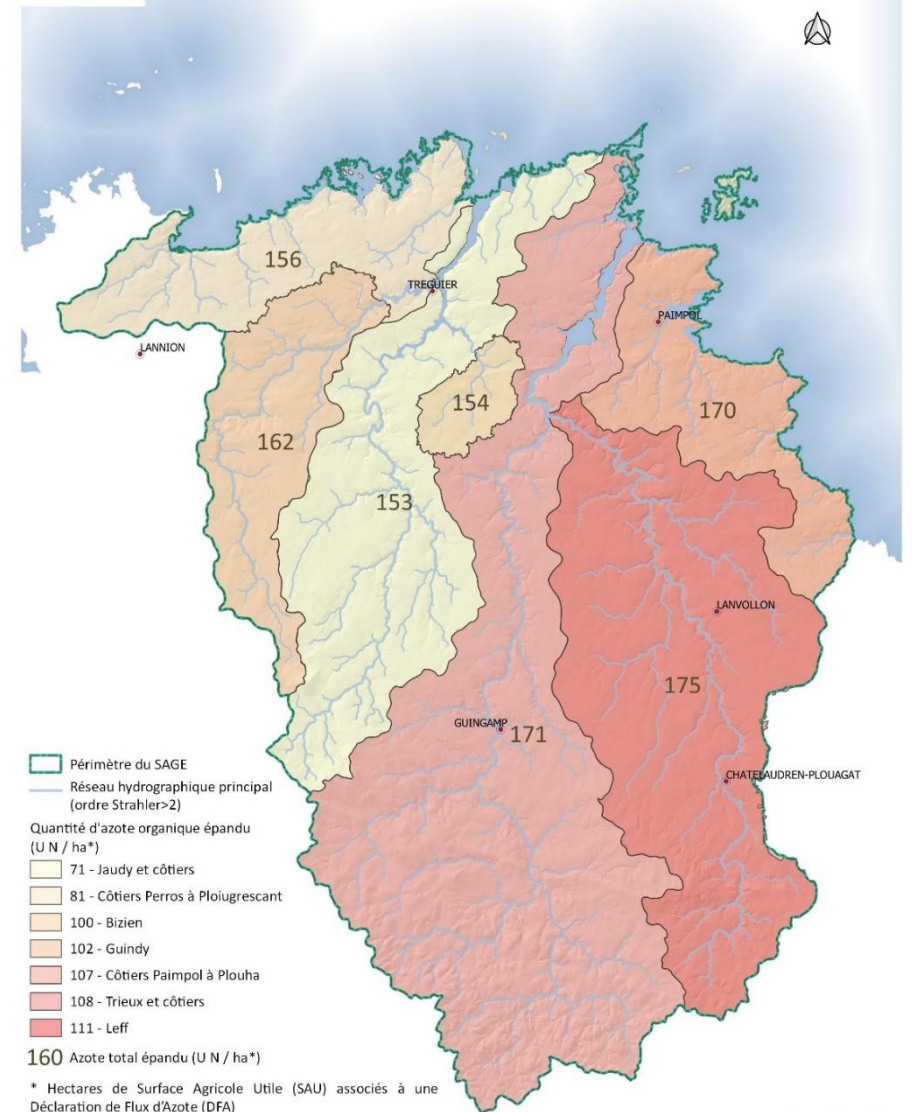 156
TREGUIER
LANNION
PAIMPOL
154
170
162
153
LANVOLLON
175
GUINGAMP
171
CHATELAUDREN-PLOUAGAT
Périmètre du SAGE
Réseau hydrographique principal
(ordre Strahler>2)
Quantité d'azote organique épandu
(U N / ha*)
71 - Jaudy et côtiers
81 - Côtiers Perros à Ploiugrescant
100 - Bizien
102 - Guindy
107 - Côtiers Paimpol à Plouha
108 - Trieux et côtiers
111 - Leff
160 Azote total épandu (U N / ha*)
* Hectares de Surface Agricole Utile (SAU) associés à une
Déclaration de Flux d'Azote (DFA)